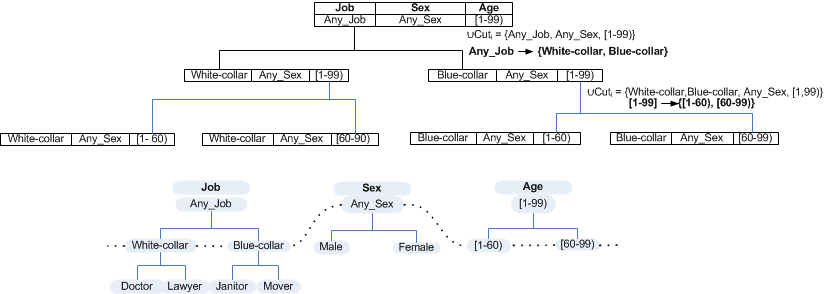 Job Sex Age
Any_Job Any_Sex [1-99)
∪Cutᵢ = {Any_Job, Any_Sex, [1-99)}
Any_Job → {White-collar, Blue-collar}
White-collar Any_Sex [1-99) Blue-collar Any_Sex [1-99)
∪Cutᵢ = {White-collar,Blue-collar, Any_Sex, [1,99)}
[1-99] →{[1-60), [60-99)}
White-collar Any_Sex [1- 60) White-collar Any_Sex [60-90) Blue-collar Any_Sex [1-60) Blue-collar Any_Sex [60-99)
Job Sex Age
Any_Job Any_Sex [1-99)
White-collar Blue-collar Male Female [1-60) [60-99)
Doctor Lawyer Janitor Mover